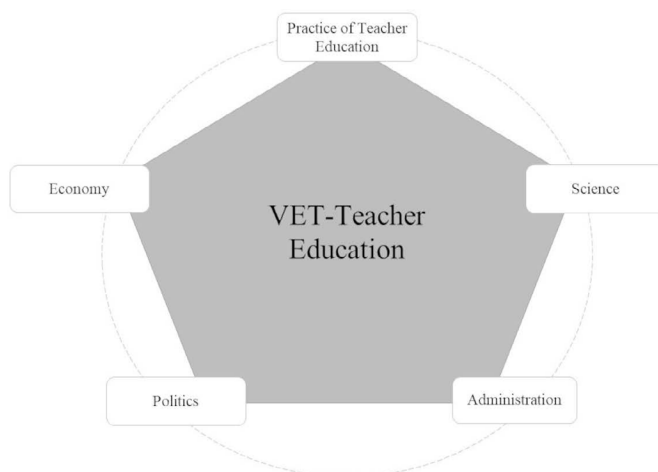 Practice of Teacher
Education
Economy
Science
VET-Teacher
Education
Politics
Administration